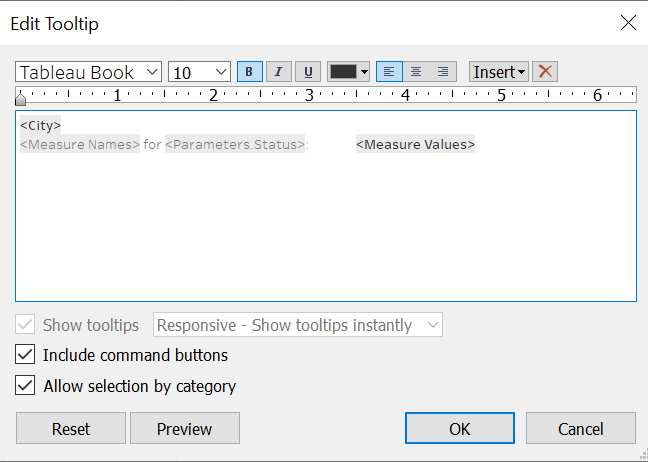 Edit Tooltip
Tableau Book 10 B I U Insert
1 2 3 4 5 6
<City>
<Measure Names> for <Parameters.Status>: <Measure Values>
Show tooltips Responsive - Show tooltips instantly
Include command buttons
Allow selection by category
Reset Preview OK Cancel